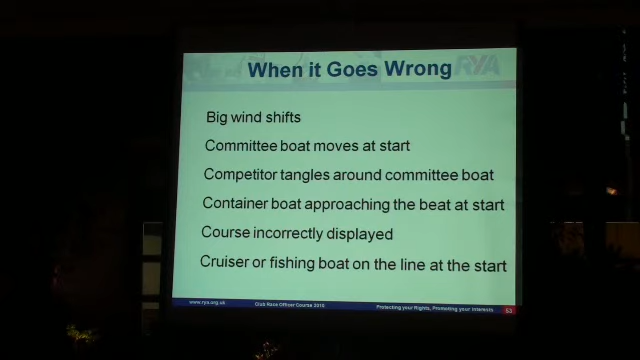 When it Goes Wrong
RYA
Big wind shifts
Committee boat moves at start
Competitor tangles around committee boat
Container boat approaching the beat at start
Course incorrectly displayed
Cruiser or fishing boat on the line at the start
www.rya.org.uk Club Race Officer Course 2010 Protecting your Rights, Promoting your Interests 53